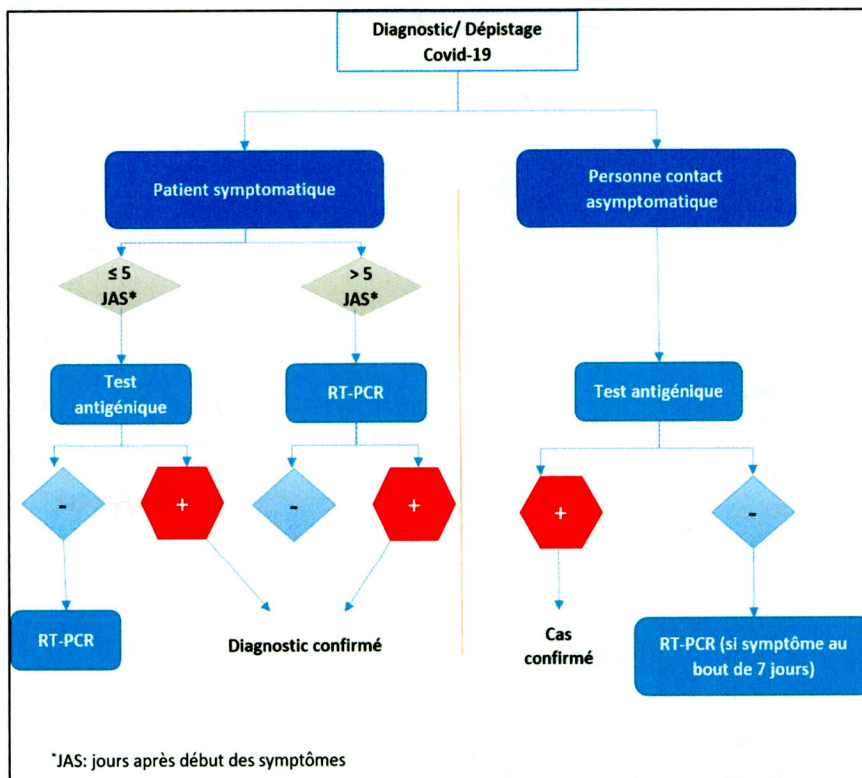 Diagnostic/ Dépistage
Covid-19
Patient symptomatique
Personne contact
asymptomatique
≤ 5
JAS*
> 5
JAS*
Test
antigénique
RT-PCR
Test antigénique
-
+
-
+
+
-
RT-PCR
Diagnostic confirmé
Cas
confirmé
RT-PCR (si symptôme au
bout de 7 jours)
*JAS: jours après début des symptômes